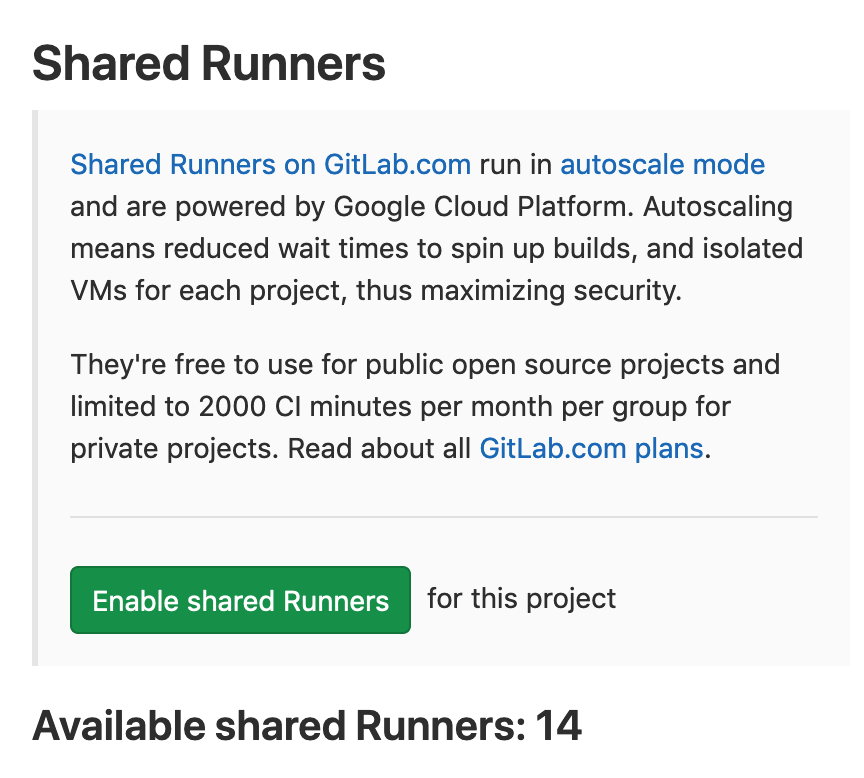 Shared Runners
Shared Runners on GitLab.com run in autoscale mode
and are powered by Google Cloud Platform. Autoscaling
means reduced wait times to spin up builds, and isolated
VMs for each project, thus maximizing security.
They're free to use for public open source projects and
limited to 2000 CI minutes per month per group for
private projects. Read about all GitLab.com plans.
Enable shared Runners for this project
Available shared Runners: 14